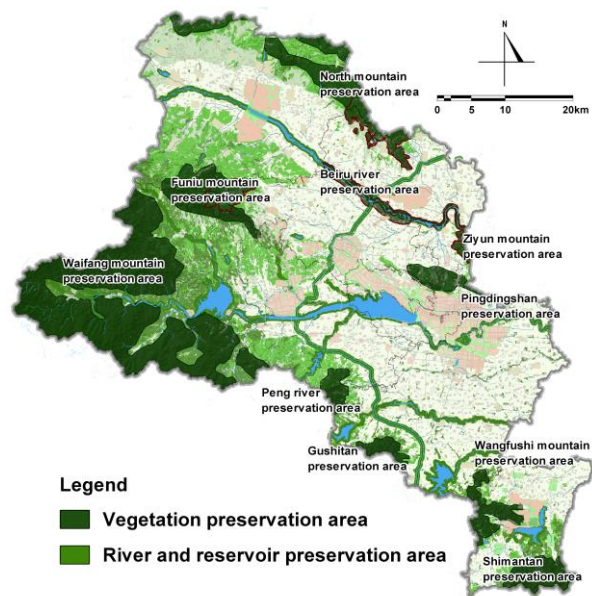 N
0 5 10 20km
North mountain
preservation area
Beiru river
preservation area
Funiu mountain
preservation area
Ziyun mountain
preservation area
Waifang mountain
preservation area
Pingdingshan
preservation area
Peng river
preservation area
Gushitan
preservation area
Wangfushi mountain
preservation area
Shimantan
preservation area
Legend
Vegetation preservation area
River and reservoir preservation area